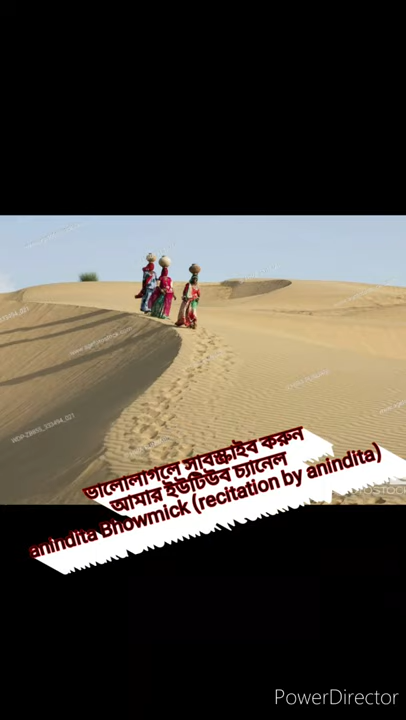 ভালোলাগলে সাবস্ক্রাইব করুন
আমার ইউটিউব চ্যানেল
anindita Bhowmick (recitation by anindita)
PowerDirector